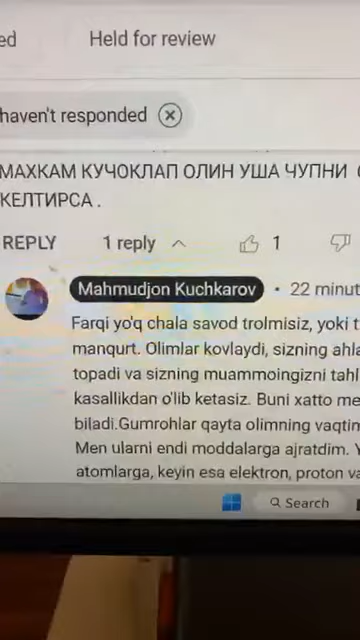 ed Held for review
haven't responded
МАХКАМ КУЧОКЛАП ОЛИН УША ЧУПНИ
КЕЛТИРСА .
REPLY 1 reply 1
Mahmudjon Kuchkarov • 22 minut
Farqi yo'q chala savod trolmisiz, yoki t
manqurt. Olimlar kovlaydi, sizning ahla
topadi va sizning muammoingizni tahl
kasallikdan o'lib ketasiz. Buni xatto me
biladi.Gumrohlar qayta olimning vaqtin
Men ularni endi moddalarga ajratdim. Y
atomlarga, keyin esa elektron, proton va
Search